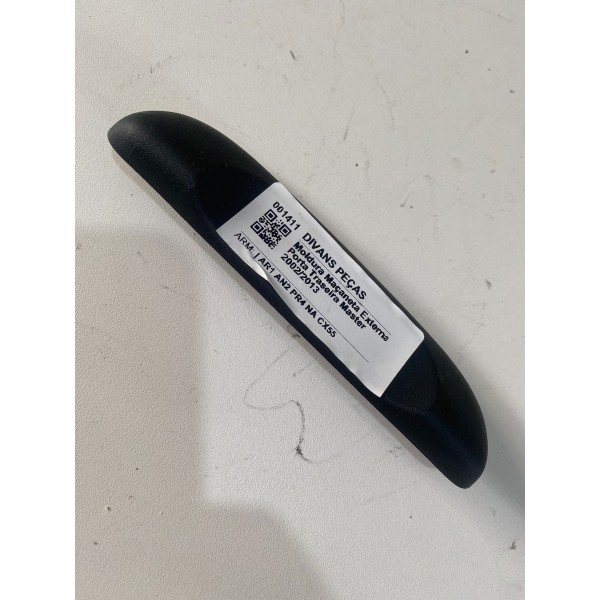 001411
DIVANS PEÇAS
Moldura Maçaneta Externa
Porta Traseira Master
2002/2013
ARM: | AR1 AN2 PR4 NA CX55